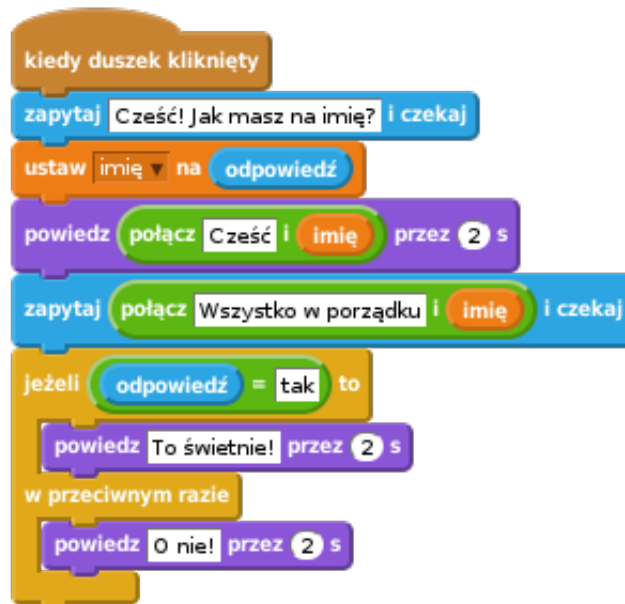 kiedy duszek kliknięty
zapytaj Cześć! Jak masz na imię? i czekaj
ustaw imię na odpowiedź
powiedz połącz Cześć i imię przez 2 s
zapytaj połącz Wszystko w porządku i imię i czekaj
jeżeli odpowiedź = tak to
powiedz To świetnie! przez 2 s
w przeciwnym razie
powiedz O nie! przez 2 s